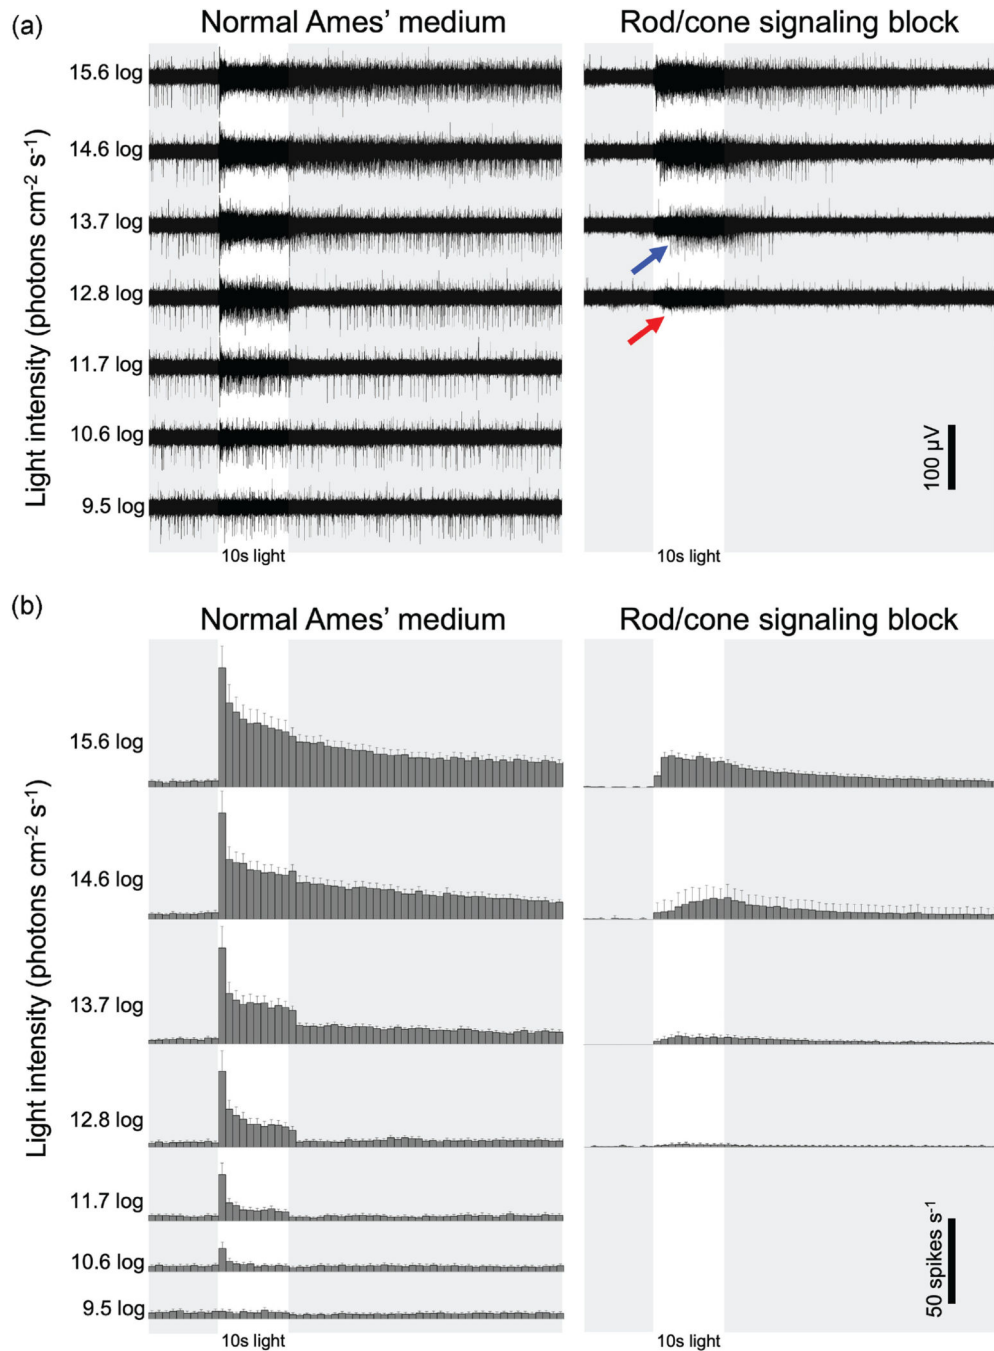 (a)
Normal Ames’ medium
Rod/cone signaling block
Light intensity (photons cm⁻² s⁻¹)
15.6 log
14.6 log
13.7 log
12.8 log
11.7 log
10.6 log
9.5 log
100 µV
10s light
10s light
(b)
Normal Ames’ medium
Rod/cone signaling block
Light intensity (photons cm⁻² s⁻¹)
15.6 log
14.6 log
13.7 log
12.8 log
11.7 log
10.6 log
9.5 log
50 spikes s⁻¹
10s light
10s light